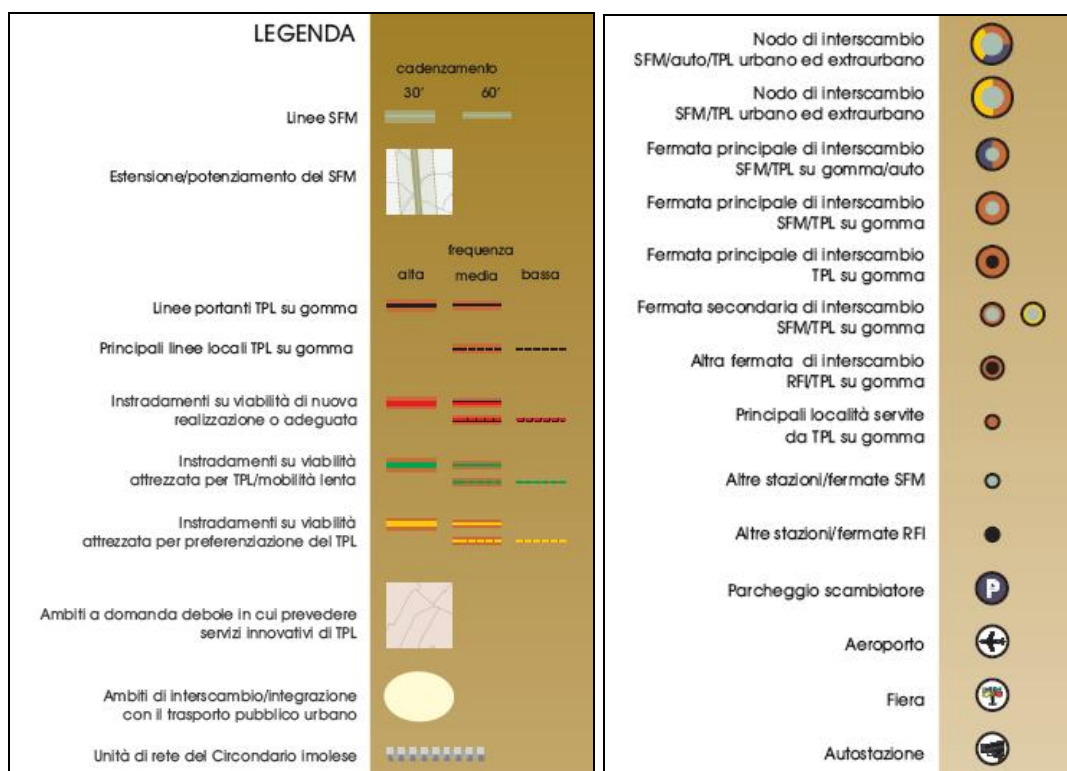 LEGENDA
cadenzamento
30' 60'
Linee SFM
Estensione/potenziamento del SFM
frequenza
alta media bassa
Linee portanti TPL su gomma
Principali linee locali TPL su gomma
Instradamenti su viabilità di nuova
realizzazione o adeguata
Instradamenti su viabilità
attrezzata per TPL/mobilità lenta
Instradamenti su viabilità
attrezzata per preferenziazione del TPL
Ambiti a domanda debole in cui prevedere
servizi innovativi di TPL
Ambiti di interscambio/integrazione
con il trasporto pubblico urbano
Unità di rete del Circondario imolese
Nodo di interscambio
SFM/auto/TPL urbano ed extraurbano
Nodo di interscambio
SFM/TPL urbano ed extraurbano
Fermata principale di interscambio
SFM/TPL su gomma/auto
Fermata principale di interscambio
SFM/TPL su gomma
Fermata principale di interscambio
TPL su gomma
Fermata secondaria di interscambio
SFM/TPL su gomma
Altra fermata di interscambio
RFI/TPL su gomma
Principali località servite
da TPL su gomma
Altre stazioni/fermate SFM
Altre stazioni/fermate RFI
Parcheggio scambiatore
P
Aeroporto
Fiera
Autostazione